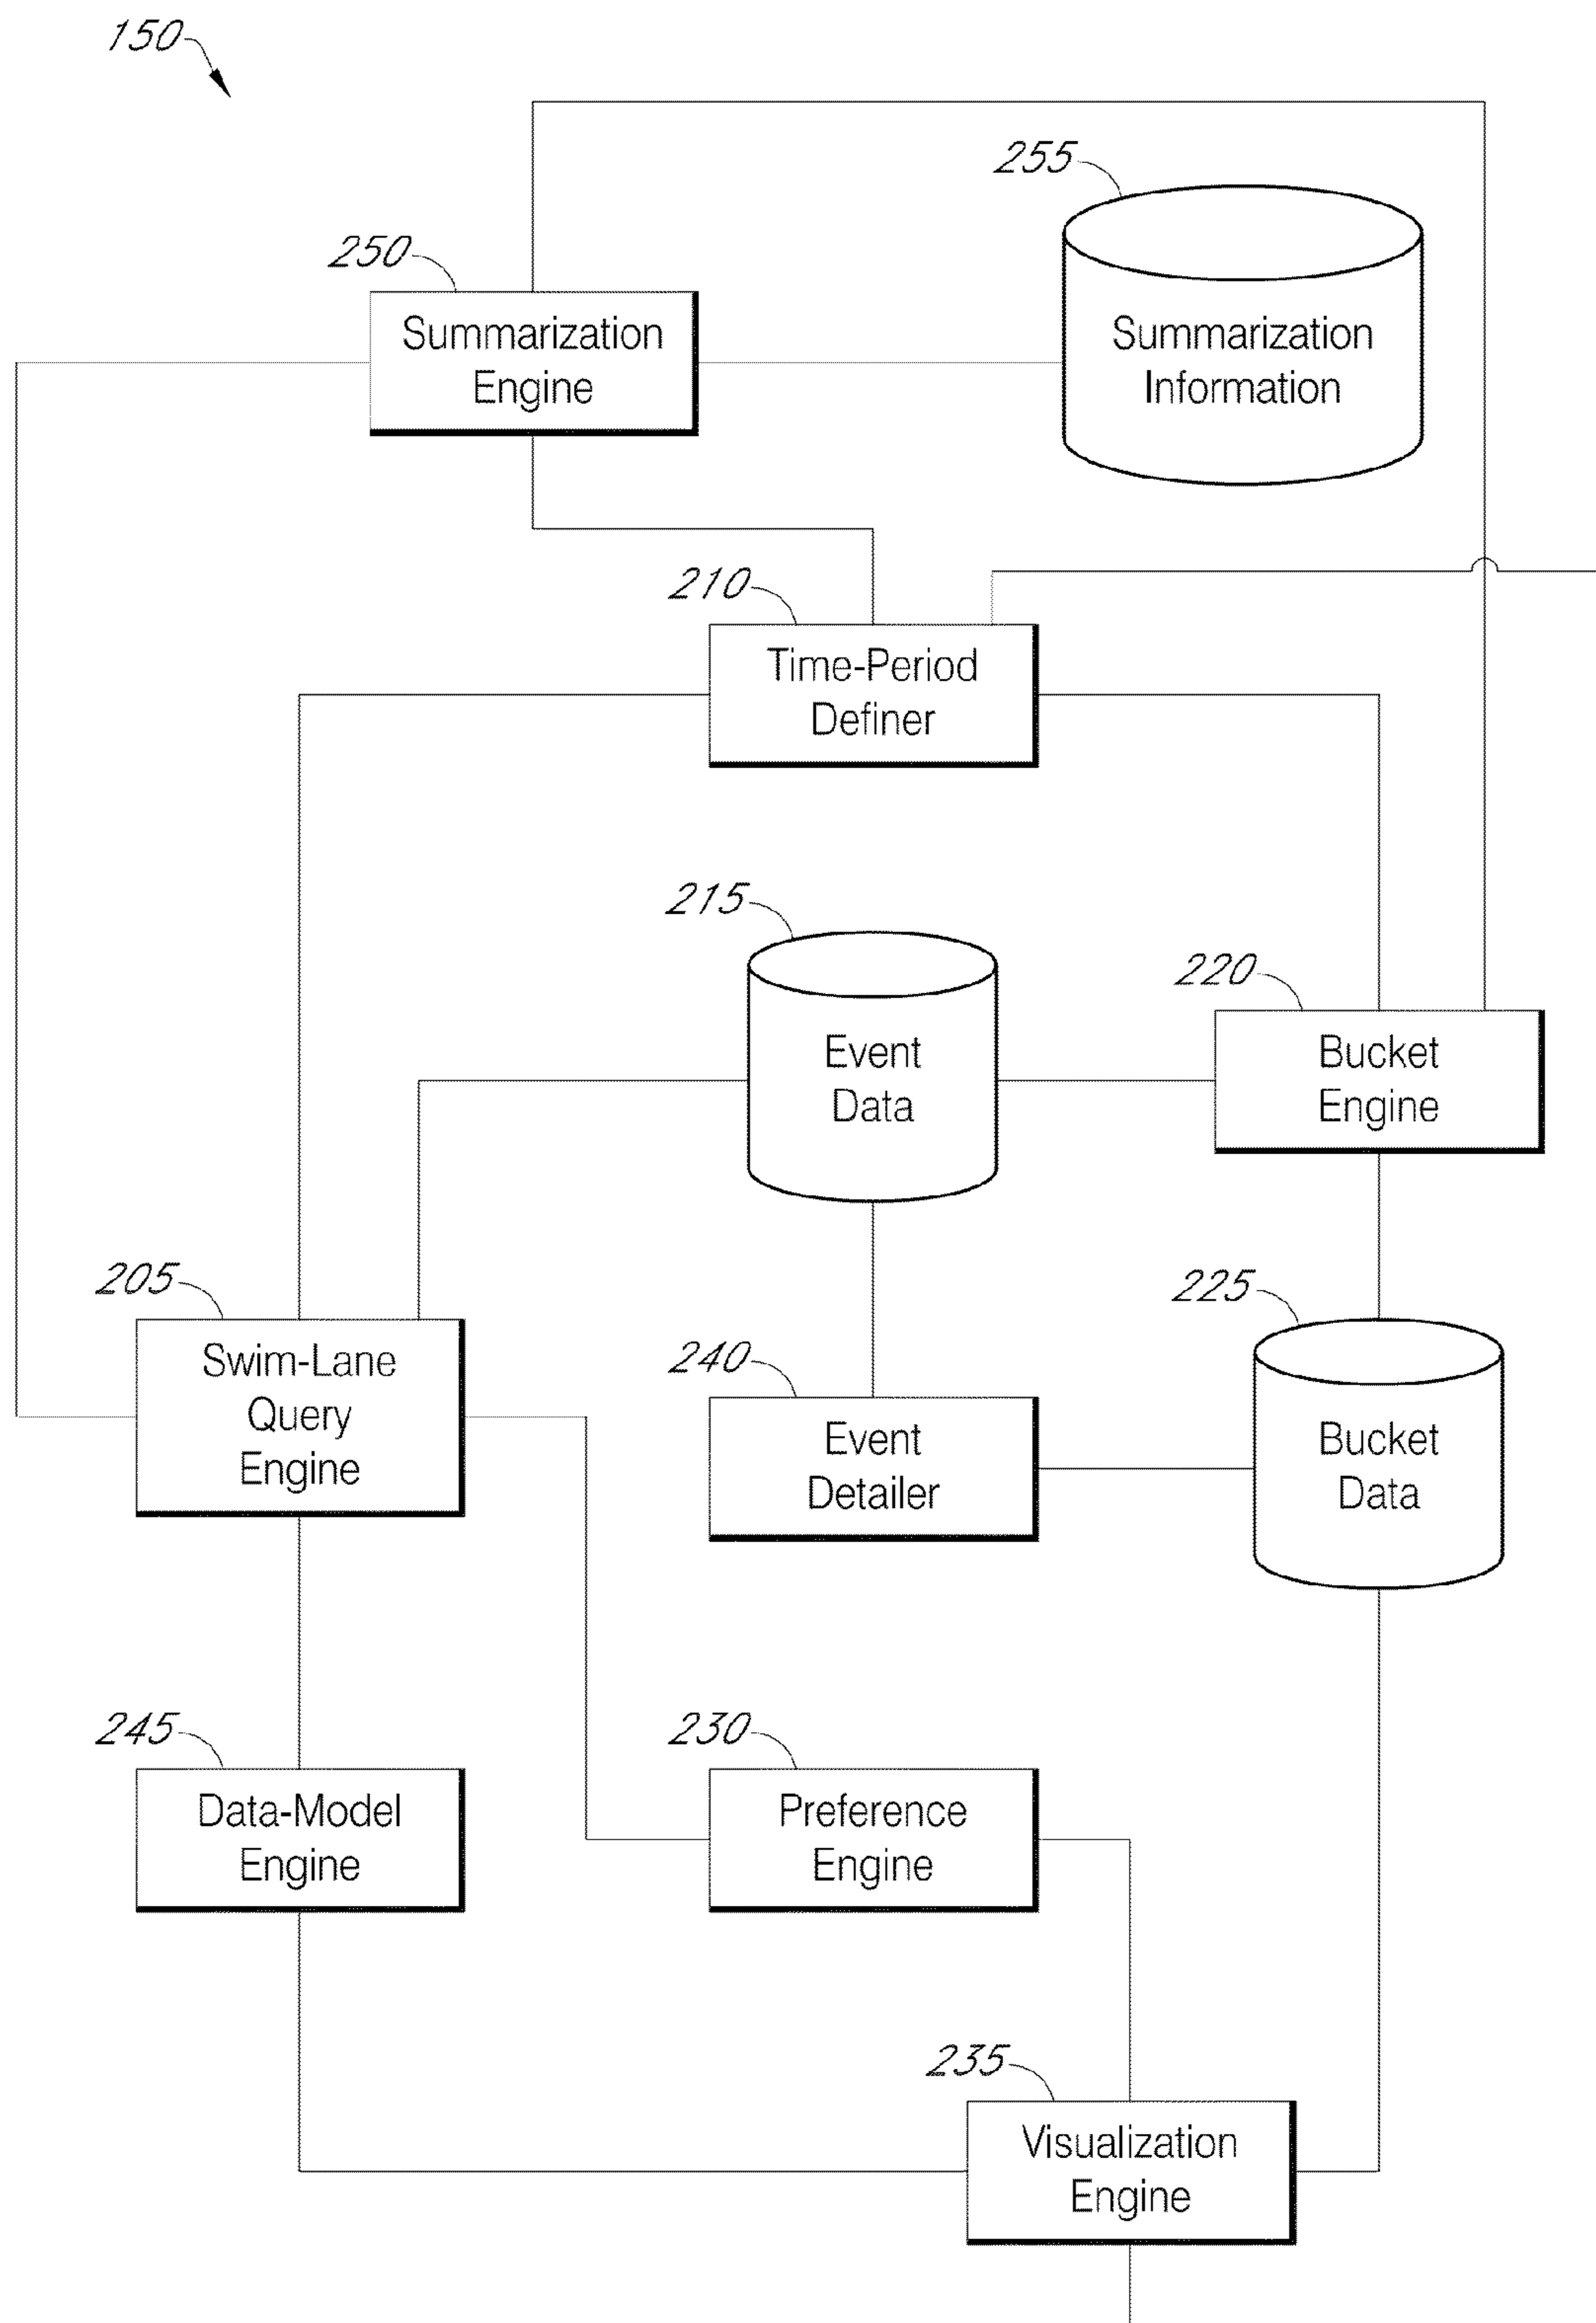 150
255
250
Summarization
Engine
Summarization
Information
210
Time-Period
Definer
215
220
Event
Data
Bucket
Engine
205
225
Swim-Lane
Query
Engine
240
Event
Detailer
Bucket
Data
245
230
Data-Model
Engine
Preference
Engine
235
Visualization
Engine